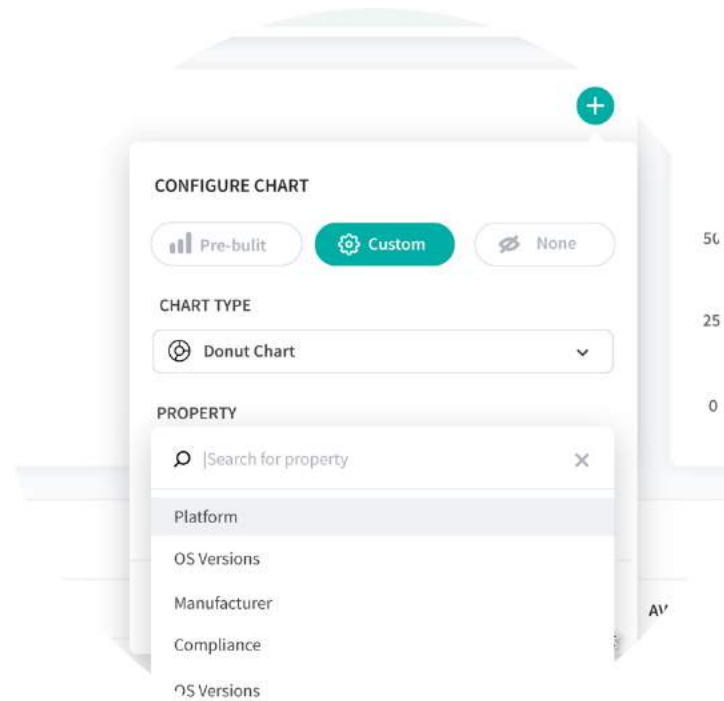 CONFIGURE CHART
Pre-bulit
Custom
None
CHART TYPE
Donut Chart
PROPERTY
Search for property
Platform
OS Versions
Manufacturer
Compliance
OS Versions
50
25
0
AV